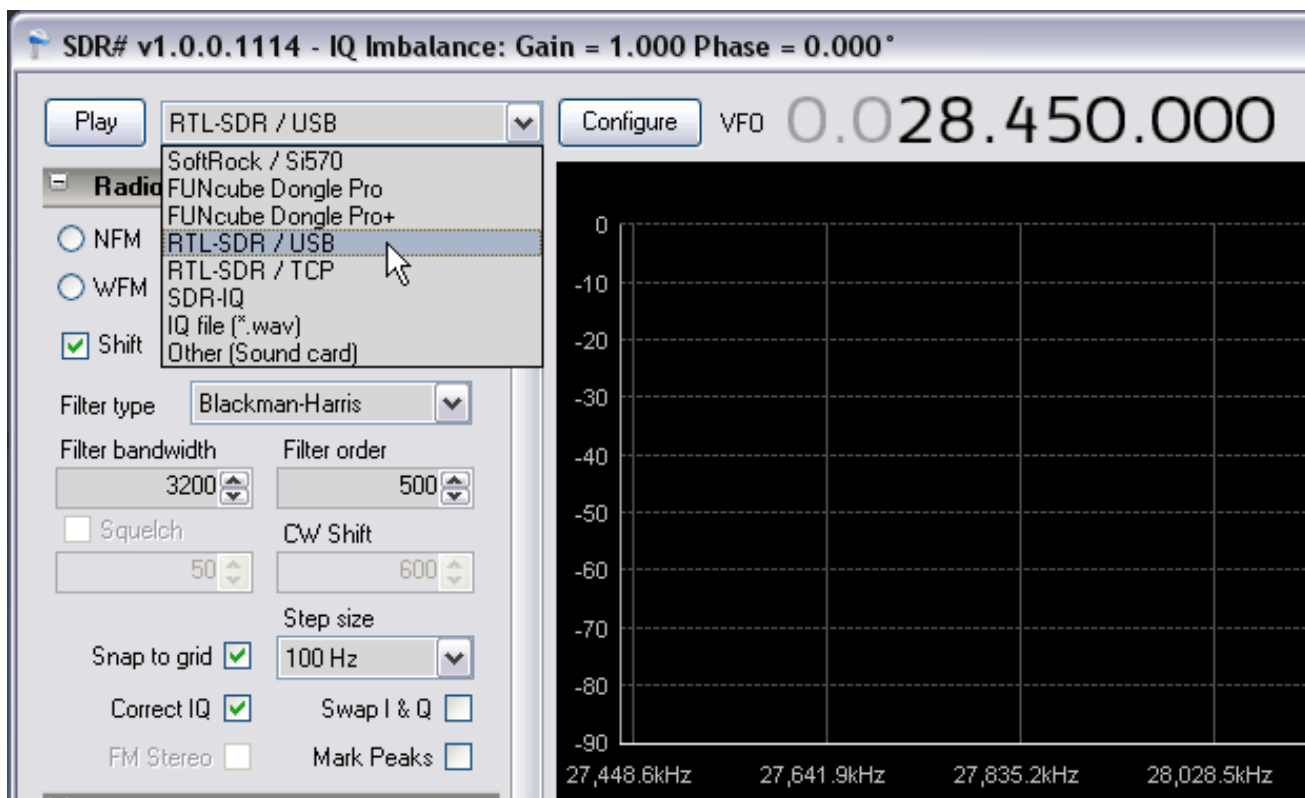 SDR# v1.0.0.1114 - IQ Imbalance: Gain = 1.000 Phase = 0.000°
Play
RTL-SDR / USB
Configure
VFO
0.028.450.000
SoftRock / Si570
FUNcube Dongle Pro
FUNcube Dongle Pro+
RTL-SDR / USB
RTL-SDR / TCP
SDR-IQ
IQ file (*.wav)
Other (Sound card)
Radio
NFM
WFM
Shift
Filter type
Blackman-Harris
Filter bandwidth
Filter order
3200
500
Squelch
CW Shift
50
600
Step size
Snap to grid
100 Hz
Correct IQ
Swap I & Q
FM Stereo
Mark Peaks
0
-10
-20
-30
-40
-50
-60
-70
-80
-90
27,448.6kHz
27,641.9kHz
27,835.2kHz
28,028.5kHz